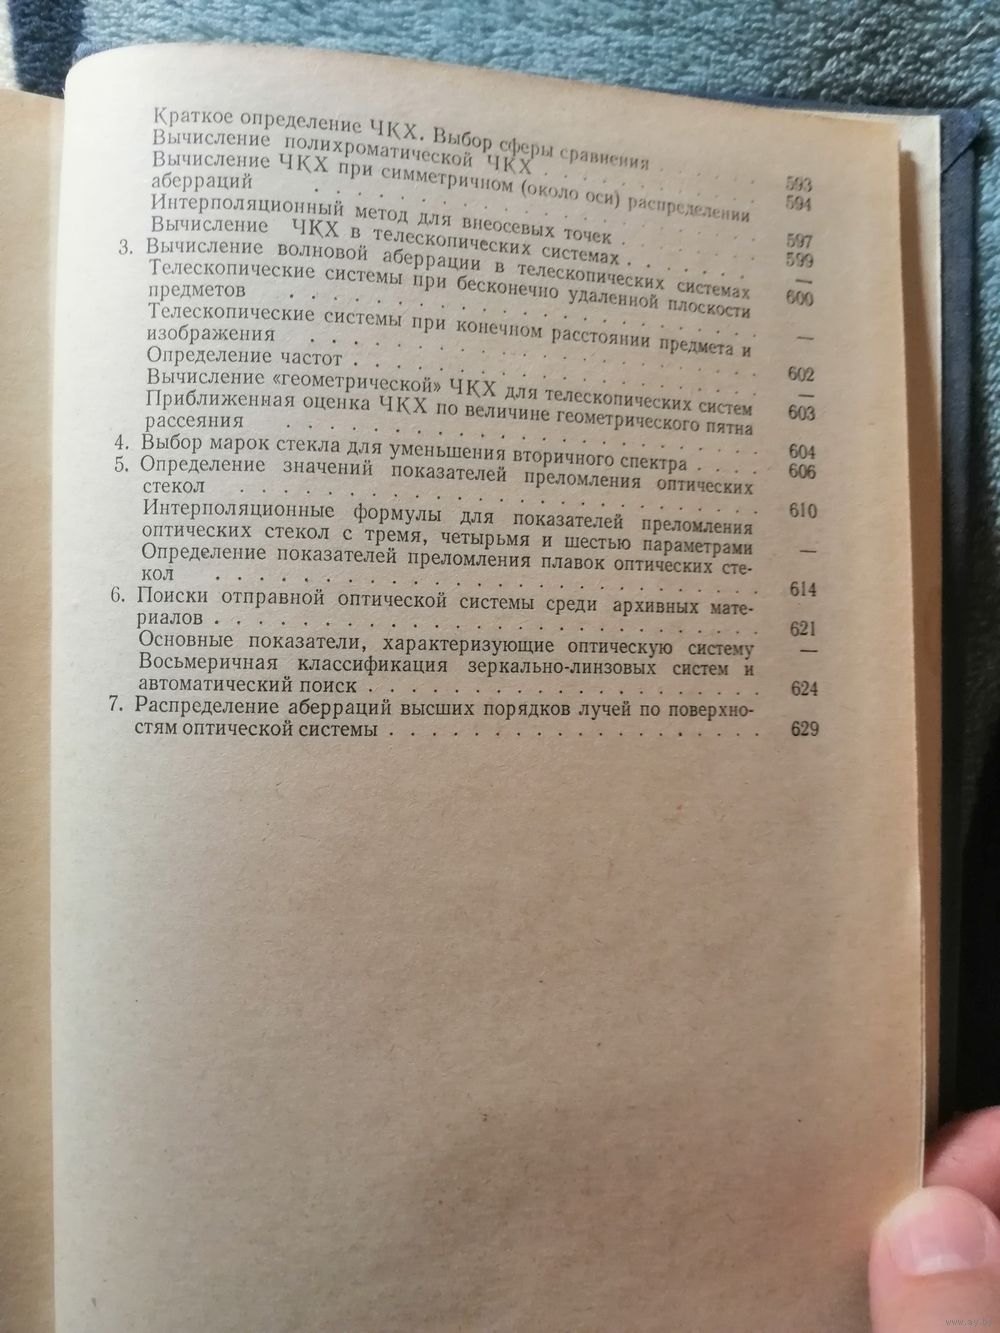 Краткое определение ЧКХ. Выбор сферы сравнения . . . . . . 593
Вычисление полихроматической ЧКХ . . . . . . . . . . 594
Вычисление ЧКХ при симметричном (около оси) распределении
аберраций . . . . . . . . . . . . . . . . . . 597
Интерполяционный метод для внеосевых точек . . . . . . . 599
Вычисление ЧКХ в телескопических системах . . . . . . . —
3. Вычисление волновой аберрации в телескопических системах 600
Телескопические системы при бесконечно удаленной плоскости
предметов . . . . . . . . . . . . . . . . . . —
Телескопические системы при конечном расстоянии предмета и
изображения . . . . . . . . . . . . . . . . . 602
Определение частот . . . . . . . . . . . . . . . —
Вычисление «геометрической» ЧКХ для телескопических систем 603
Приближенная оценка ЧКХ по величине геометрического пятна
рассеяния . . . . . . . . . . . . . . . . . . 604
4. Выбор марок стекла для уменьшения вторичного спектра . . . . 606
5. Определение значений показателей преломления оптических
стекол . . . . . . . . . . . . . . . . . . . 610
Интерполяционные формулы для показателей преломления
оптических стекол с тремя, четырьмя и шестью параметрами —
Определение показателей преломления плавок оптических сте-
кол . . . . . . . . . . . . . . . . . . . . 614
6. Поиски отправной оптической системы среди архивных мате-
риалов . . . . . . . . . . . . . . . . . . . 621
Основные показатели, характеризующие оптическую систему —
Восьмеричная классификация зеркально-линзовых систем и
автоматический поиск . . . . . . . . . . . . . . 624
7. Распределение аберраций высших порядков лучей по поверхно-
стям оптической системы . . . . . . . . . . . . . 629
www.ay.by